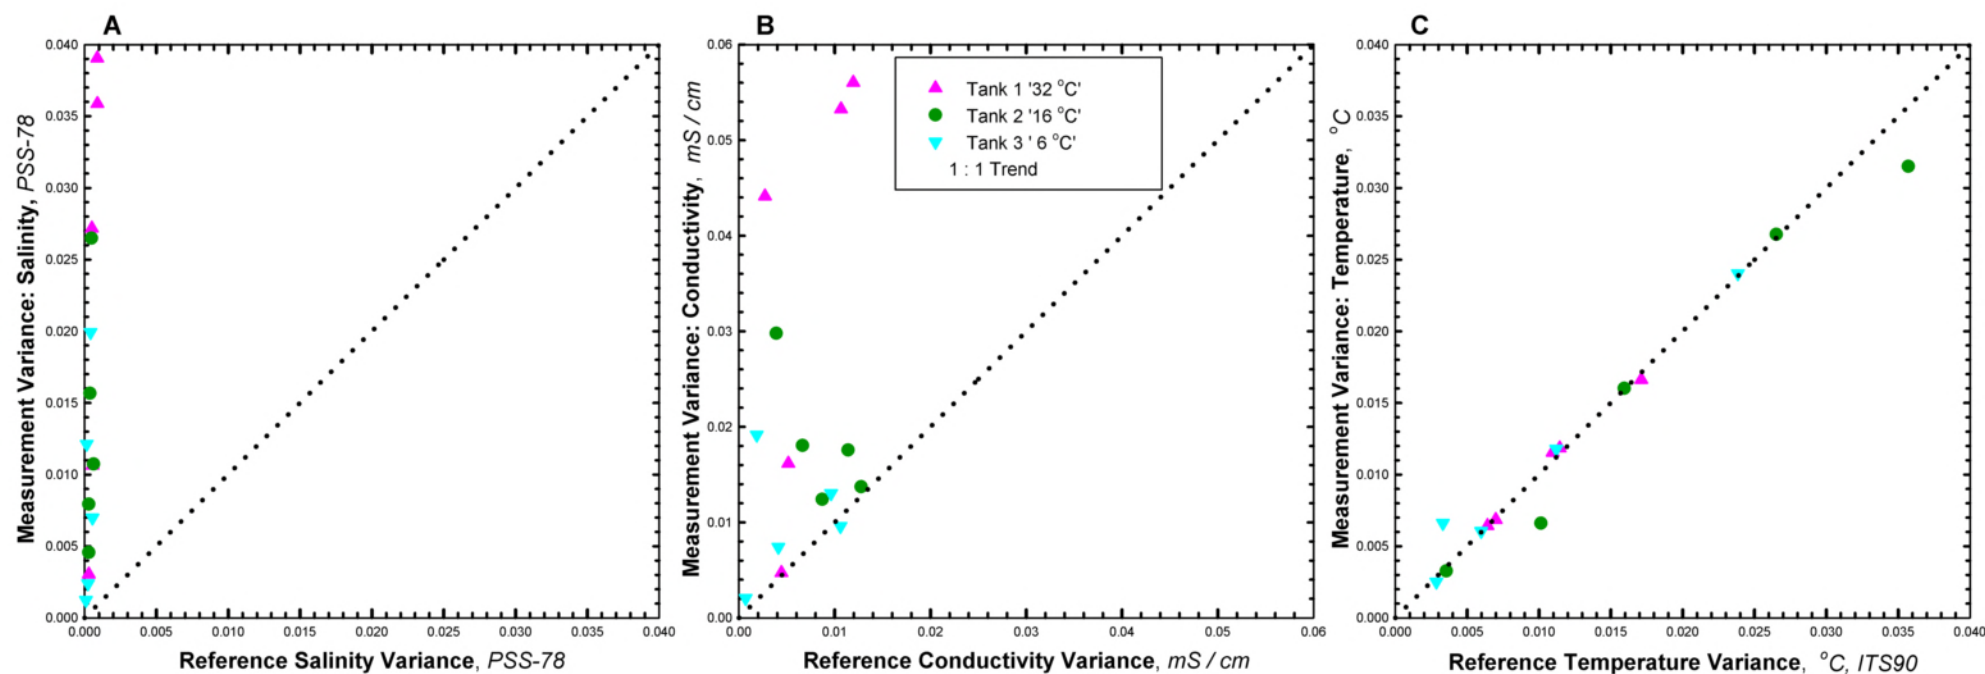 A
Measurement Variance: Salinity, PSS-78
0.040
0.035
0.030
0.025
0.020
0.015
0.010
0.005
0.000
0.000 0.005 0.010 0.015 0.020 0.025 0.030 0.035 0.040
Reference Salinity Variance, PSS-78
B
Measurement Variance: Conductivity, mS / cm
0.06
0.05
0.04
0.03
0.02
0.01
0.00
Tank 1 '32 °C'
Tank 2 '16 °C'
Tank 3 ' 6 °C'
1 : 1 Trend
0.00 0.01 0.02 0.03 0.04 0.05 0.06
Reference Conductivity Variance, mS / cm
C
Measurement Variance: Temperature, °C
0.040
0.035
0.030
0.025
0.020
0.015
0.010
0.005
0.000
0.000 0.005 0.010 0.015 0.020 0.025 0.030 0.035 0.040
Reference Temperature Variance, °C, ITS90